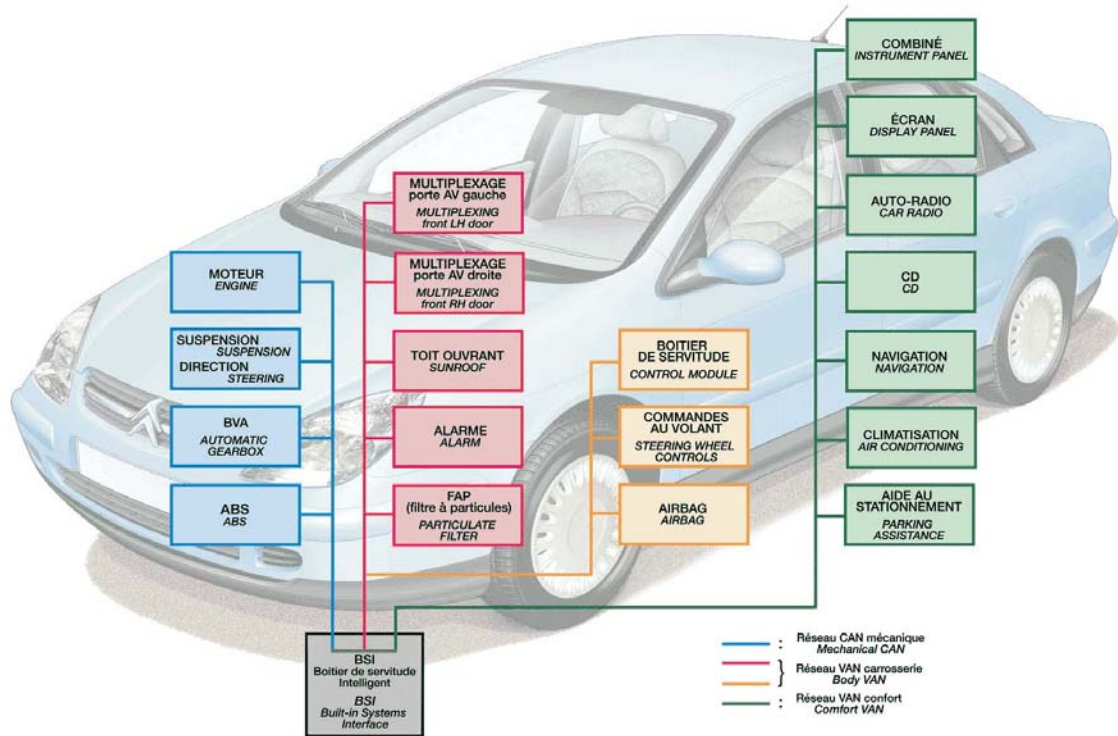 COMBINÉ
INSTRUMENT PANEL
ÉCRAN
DISPLAY PANEL
AUTO-RADIO
CAR RADIO
CD
CD
NAVIGATION
NAVIGATION
CLIMATISATION
AIR CONDITIONING
AIDE AU
STATIONNEMENT
PARKING
ASSISTANCE
MULTIPLEXAGE
porte AV gauche
MULTIPLEXING
front LH door
MULTIPLEXAGE
porte AV droite
MULTIPLEXING
front RH door
TOIT OUVRANT
SUNROOF
ALARME
ALARM
FAP
(filtre à particules)
PARTICULATE
FILTER
MOTEUR
ENGINE
SUSPENSION
SUSPENSION
DIRECTION
STEERING
BVA
AUTOMATIC
GEARBOX
ABS
ABS
BOITIER
DE SERVITUDE
CONTROL MODULE
COMMANDES
AU VOLANT
STEERING WHEEL
CONTROLS
AIRBAG
AIRBAG
BSI
Boitier de servitude
Intelligent
BSI
Built-in Systems
Interface
: Réseau CAN mécanique
Mechanical CAN
} : Réseau VAN carrosserie
Body VAN
: Réseau VAN confort
Comfort VAN